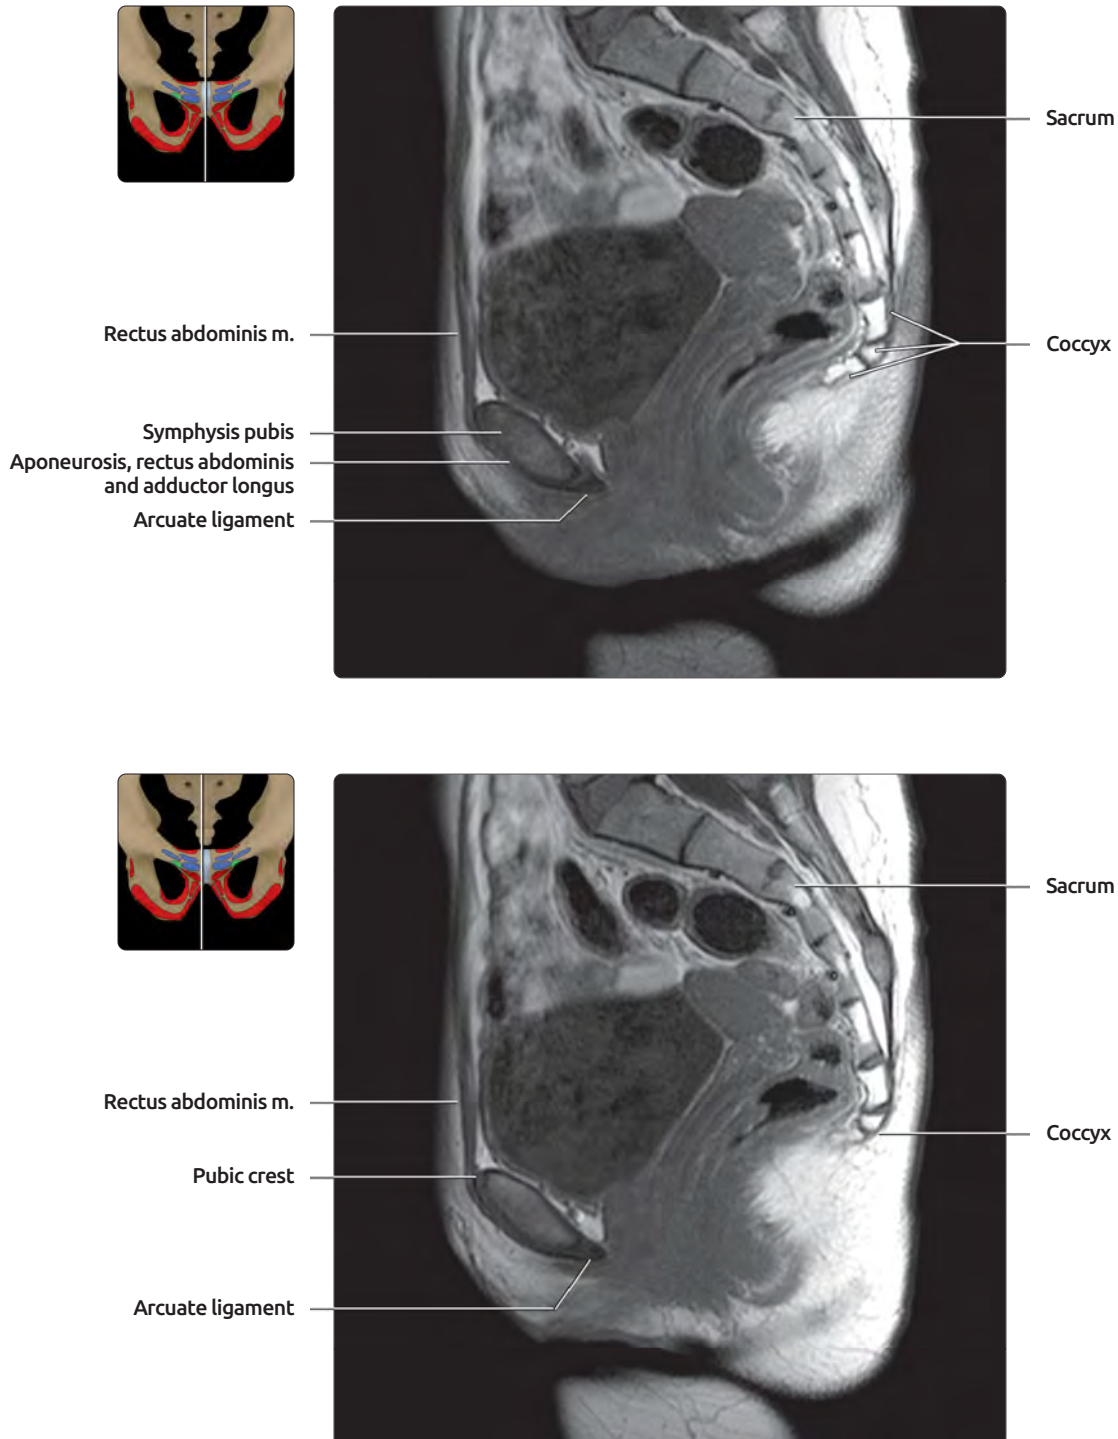 Sacrum
Rectus abdominis m.
Coccyx
Symphysis pubis
Aponeurosis, rectus abdominis
and adductor longus
Arcuate ligament
Sacrum
Rectus abdominis m.
Coccyx
Pubic crest
Arcuate ligament